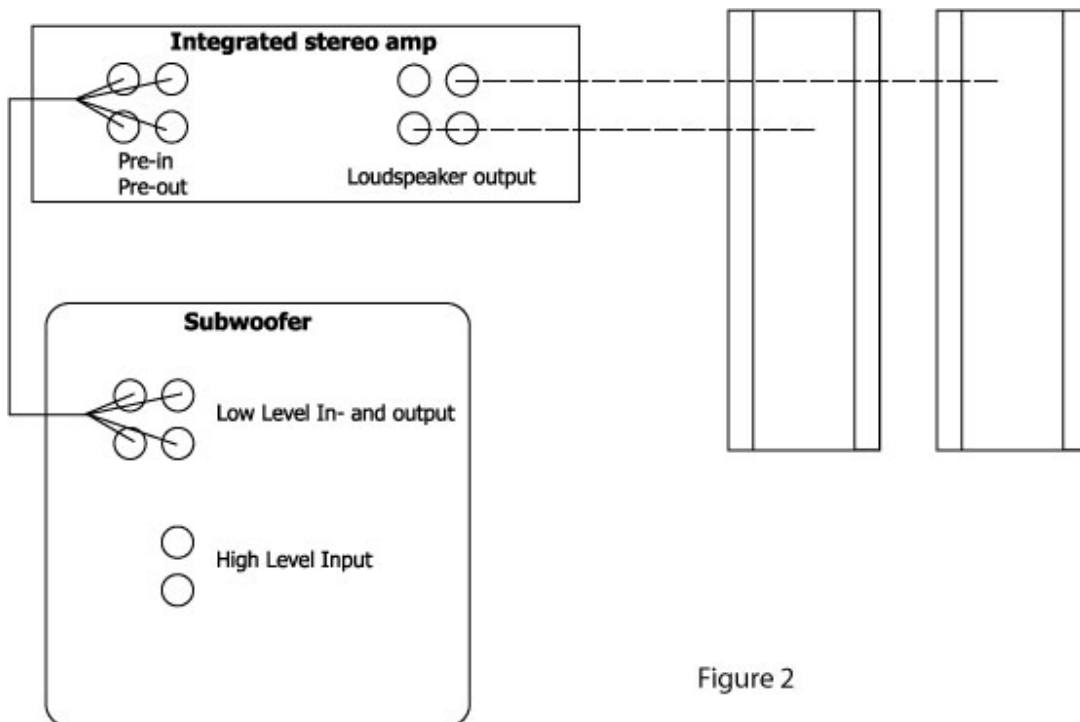 Integrated stereo amp
Pre-in
Pre-out
Loudspeaker output
Subwoofer
Low Level In- and output
High Level Input
Figure 2